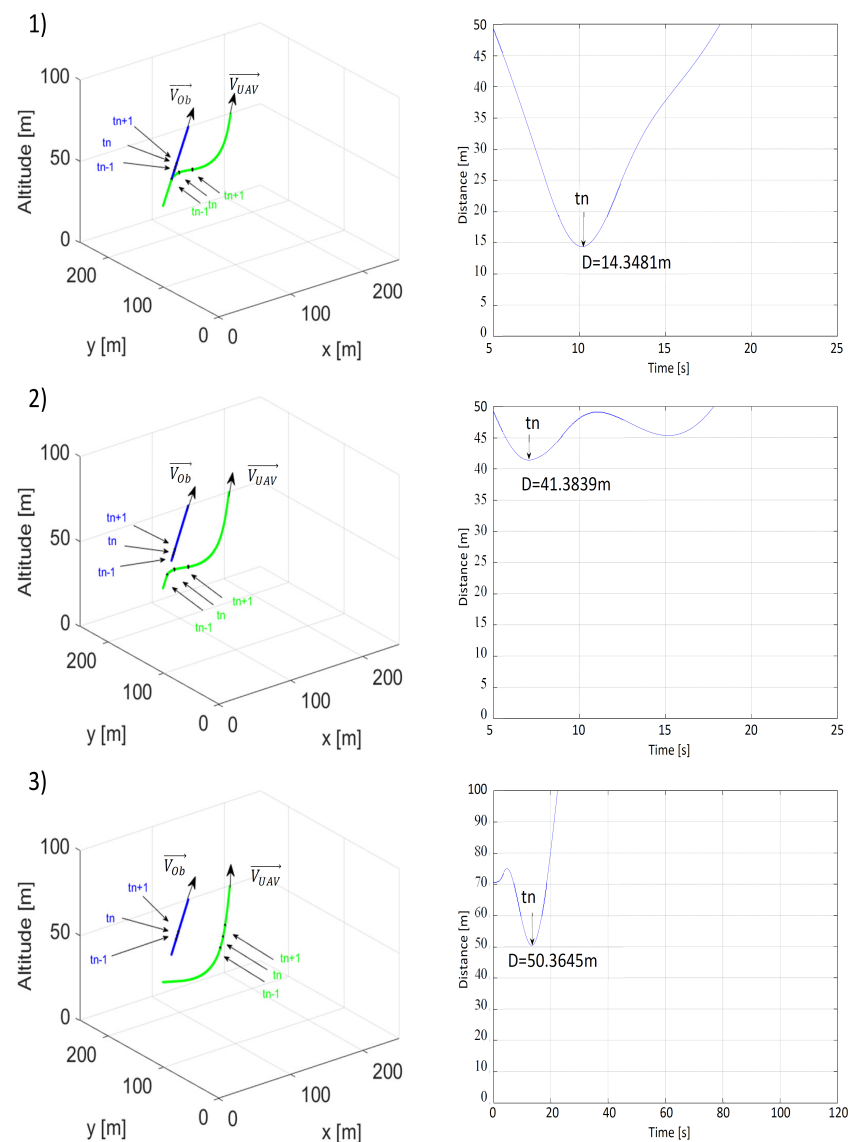 1)
100
50
0
Altitude [m]
200
100
0
y [m]
0
100
200
x [m]
V_Ob
V_UAV
tn+1
tn
tn-1
tn+1
tn
tn-1
50
45
40
35
30
25
20
15
10
5
0
Distance [m]
tn
D=14.3481m
5
10
15
20
25
Time [s]
2)
100
50
0
Altitude [m]
200
100
0
y [m]
0
100
200
x [m]
V_Ob
V_UAV
tn+1
tn
tn-1
tn+1
tn
tn-1
50
45
40
35
30
25
20
15
10
5
0
Distance [m]
tn
D=41.3839m
5
10
15
20
25
Time [s]
3)
100
50
0
Altitude [m]
200
100
0
y [m]
0
100
200
x [m]
V_Ob
V_UAV
tn+1
tn
tn-1
tn+1
tn
tn-1
100
90
80
70
60
50
40
30
20
10
0
Distance [m]
tn
D=50.3645m
0
20
40
60
80
100
120
Time [s]